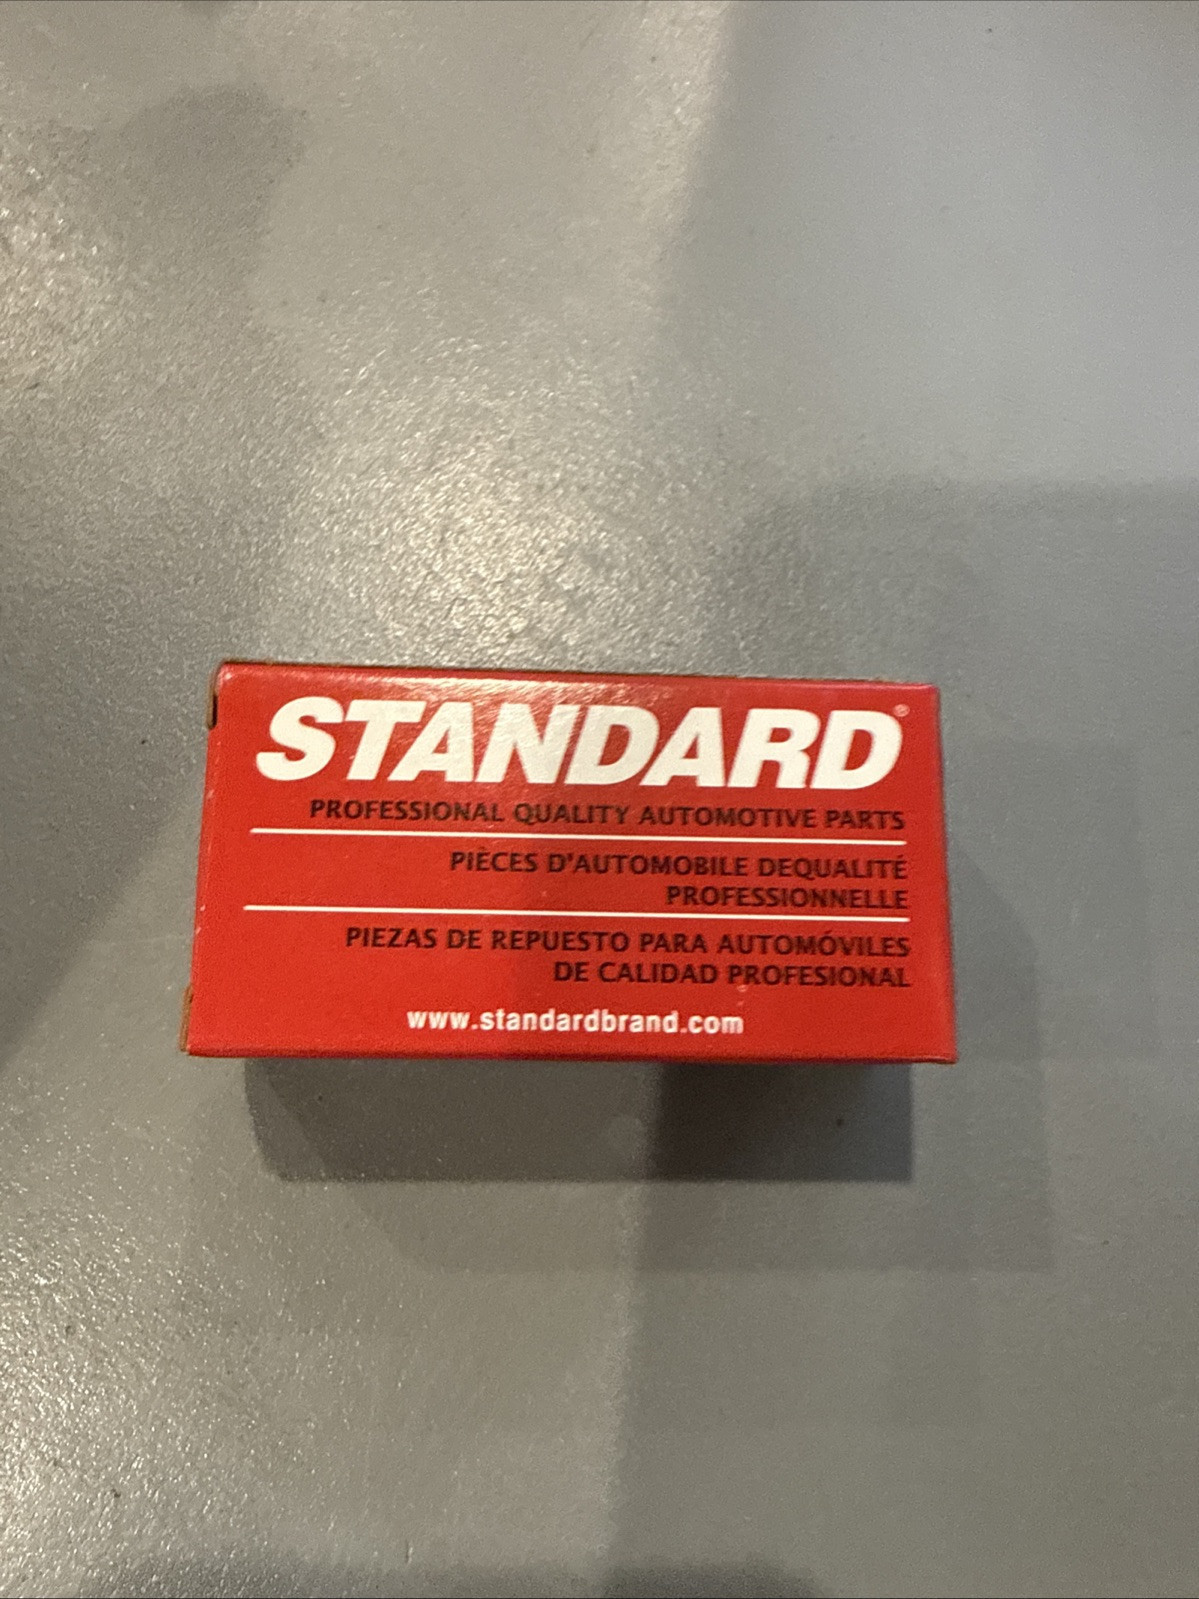 STANDARD®
PROFESSIONAL QUALITY AUTOMOTIVE PARTS
PIÈCES D'AUTOMOBILE DEQUALITÉ
PROFESSIONNELLE
PIEZAS DE REPUESTO PARA AUTOMÓVILES
DE CALIDAD PROFESIONAL
www.standardbrand.com